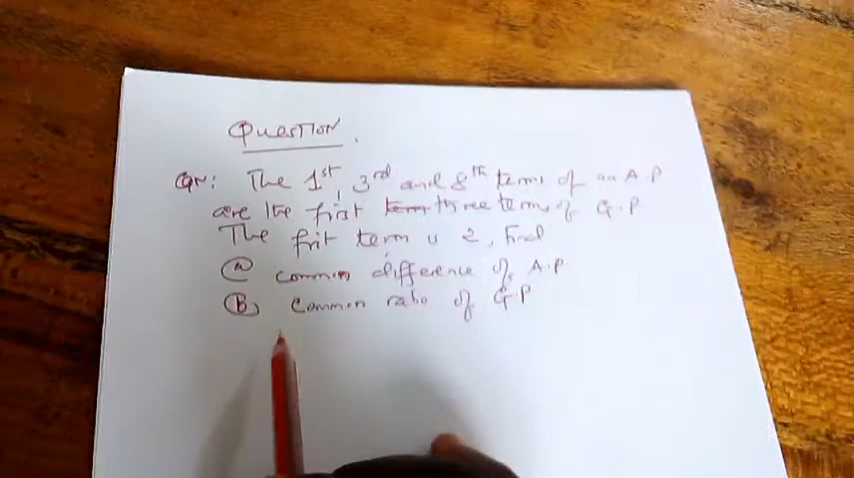 QUESTION.
QN: The 1st, 3rd and 8th terms of an A.P
are the first term three terms of G.P
The first term is 2, Find
(a) common difference of A.P.
(b) Common ratio of G.P